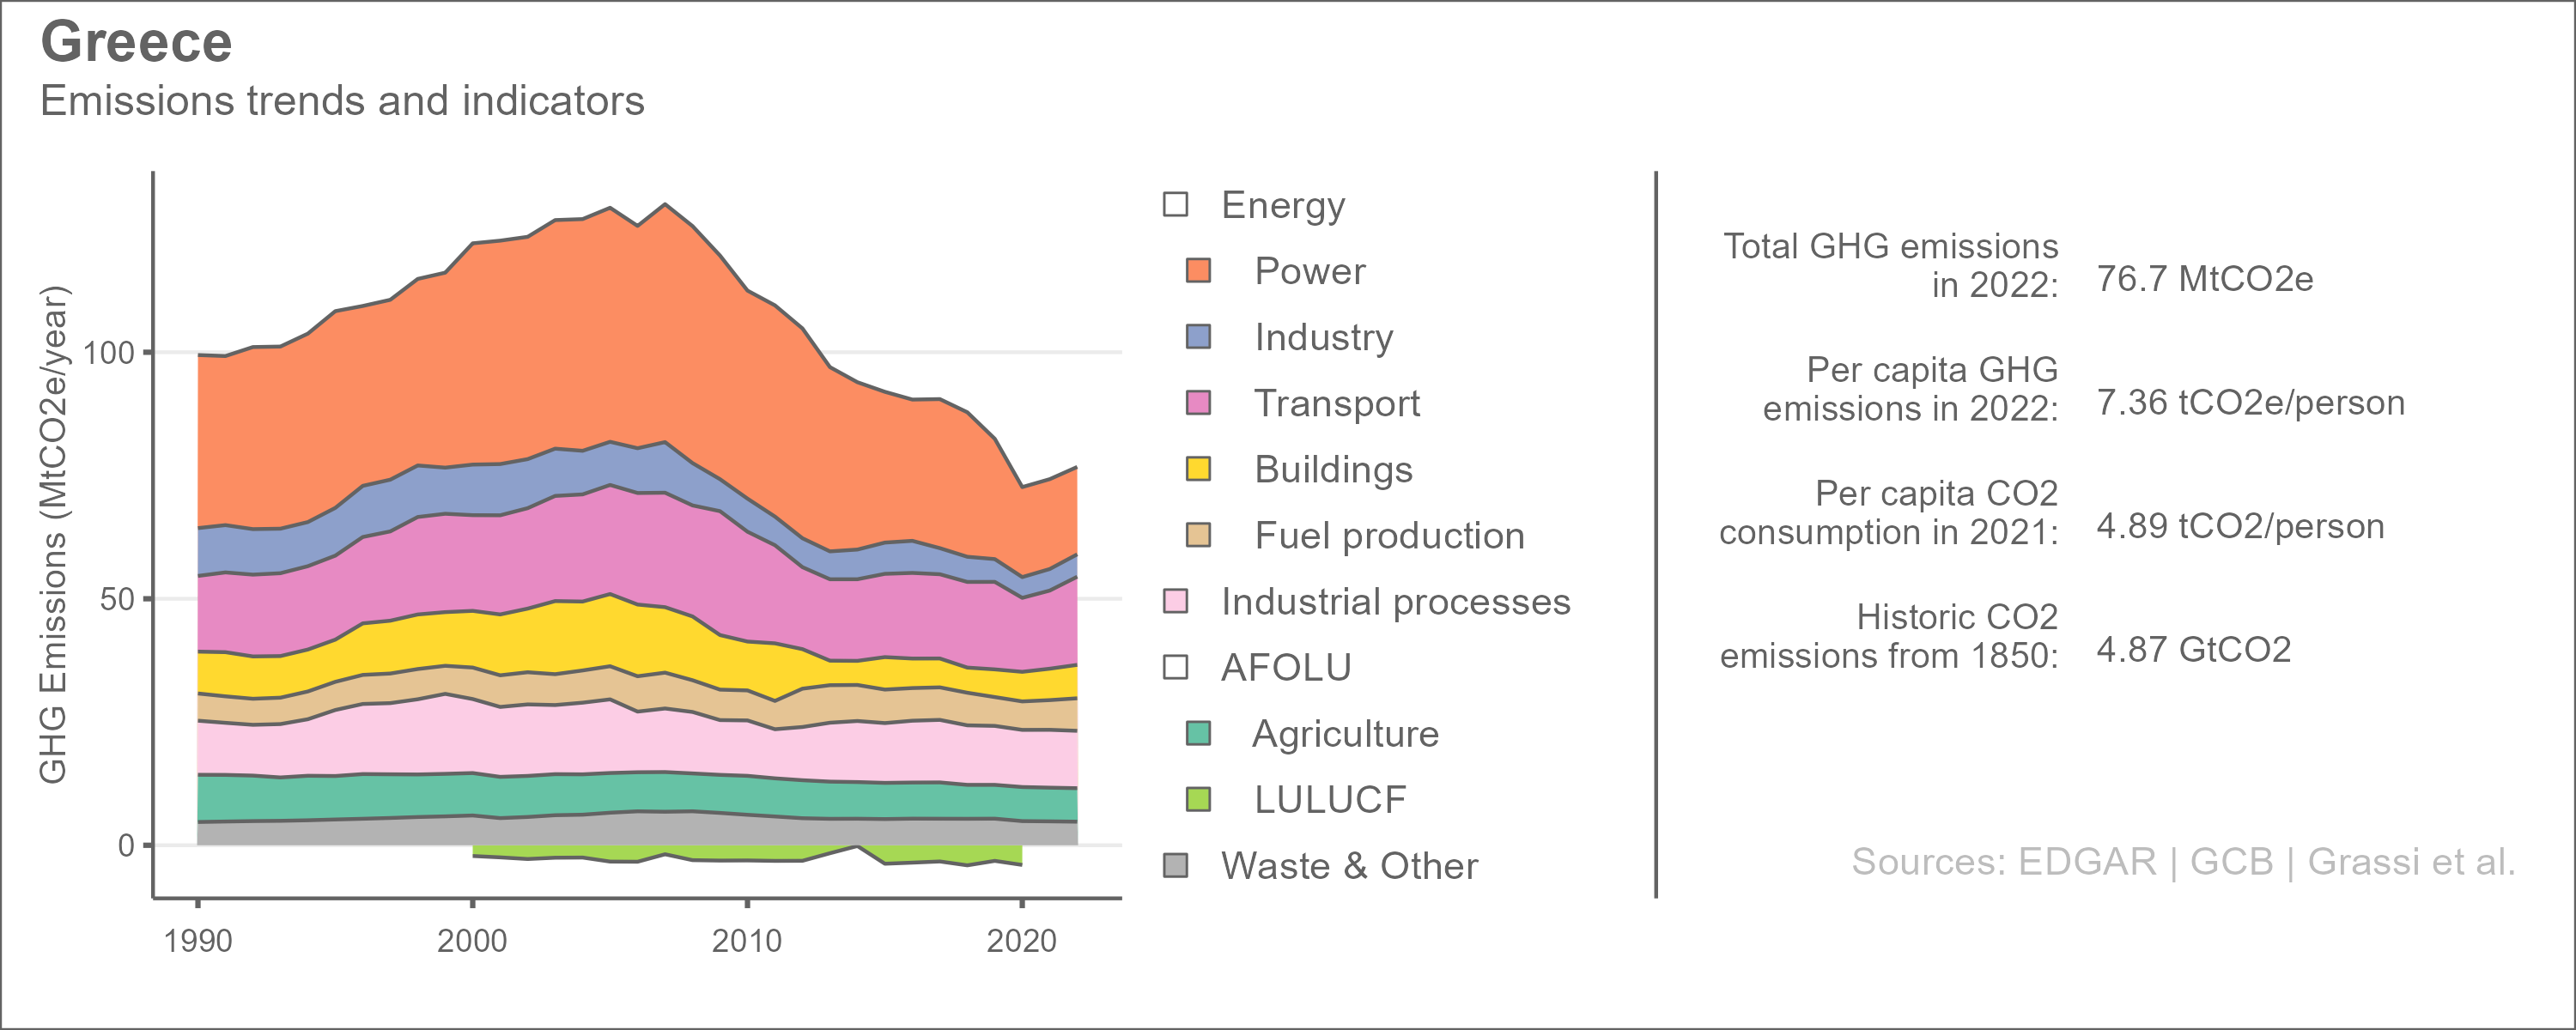 Greece
Emissions trends and indicators
GHG Emissions (MtCO2e/year)
100
50
0
1990
2000
2010
2020
Energy
Power
Industry
Transport
Buildings
Fuel production
Industrial processes
AFOLU
Agriculture
LULUCF
Waste & Other
Total GHG emissions
in 2022:
76.7 MtCO2e
Per capita GHG
emissions in 2022:
7.36 tCO2e/person
Per capita CO2
consumption in 2021:
4.89 tCO2/person
Historic CO2
emissions from 1850:
4.87 GtCO2
Sources: EDGAR | GCB | Grassi et al.